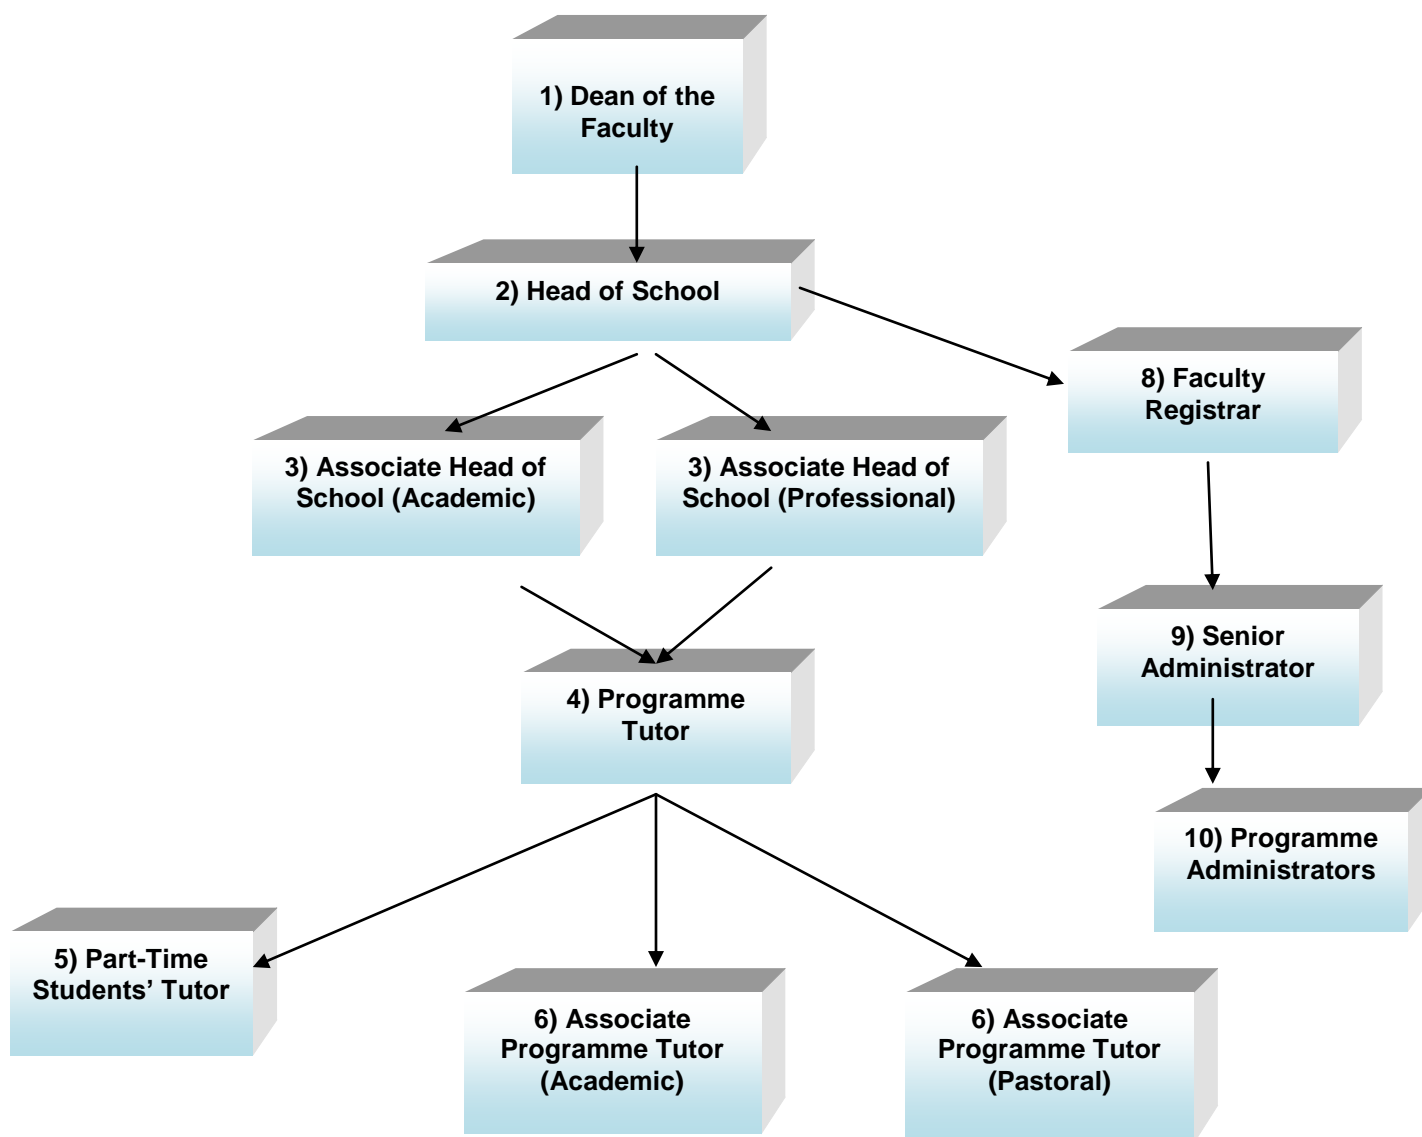 1) Dean of the
Faculty
2) Head of School
8) Faculty
Registrar
3) Associate Head of
School (Academic)
3) Associate Head of
School (Professional)
9) Senior
Administrator
4) Programme
Tutor
10) Programme
Administrators
5) Part-Time
Students’ Tutor
6) Associate
Programme Tutor
(Academic)
6) Associate
Programme Tutor
(Pastoral)